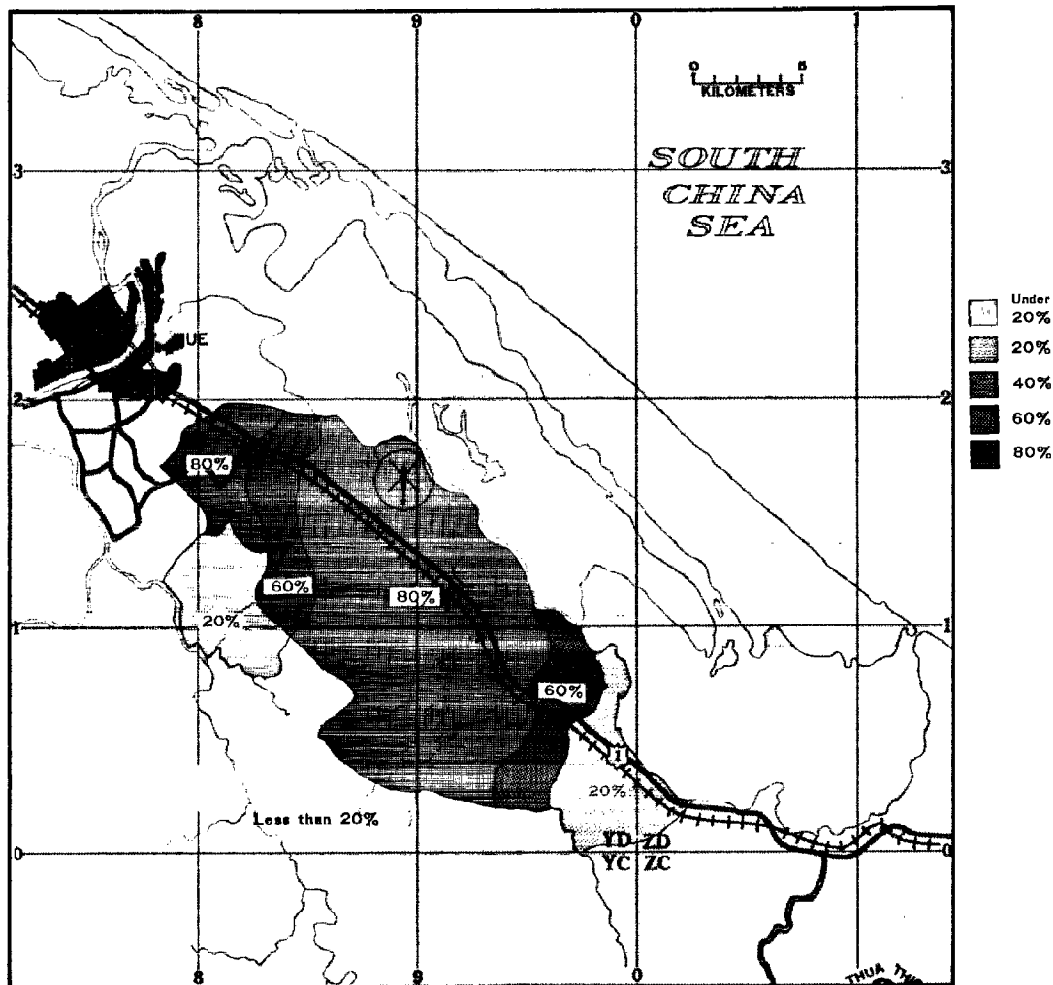 8 9 0 1
0 5
KILOMETERS
SOUTH
CHINA
SEA
3 3
Under
20%
20%
40%
60%
80%
UE
2 2
80%
60%
80%
20%
1 1
60%
1
20%
Less than 20%
YD ZD
YC ZC
0 0
8 9 0 1
THUA